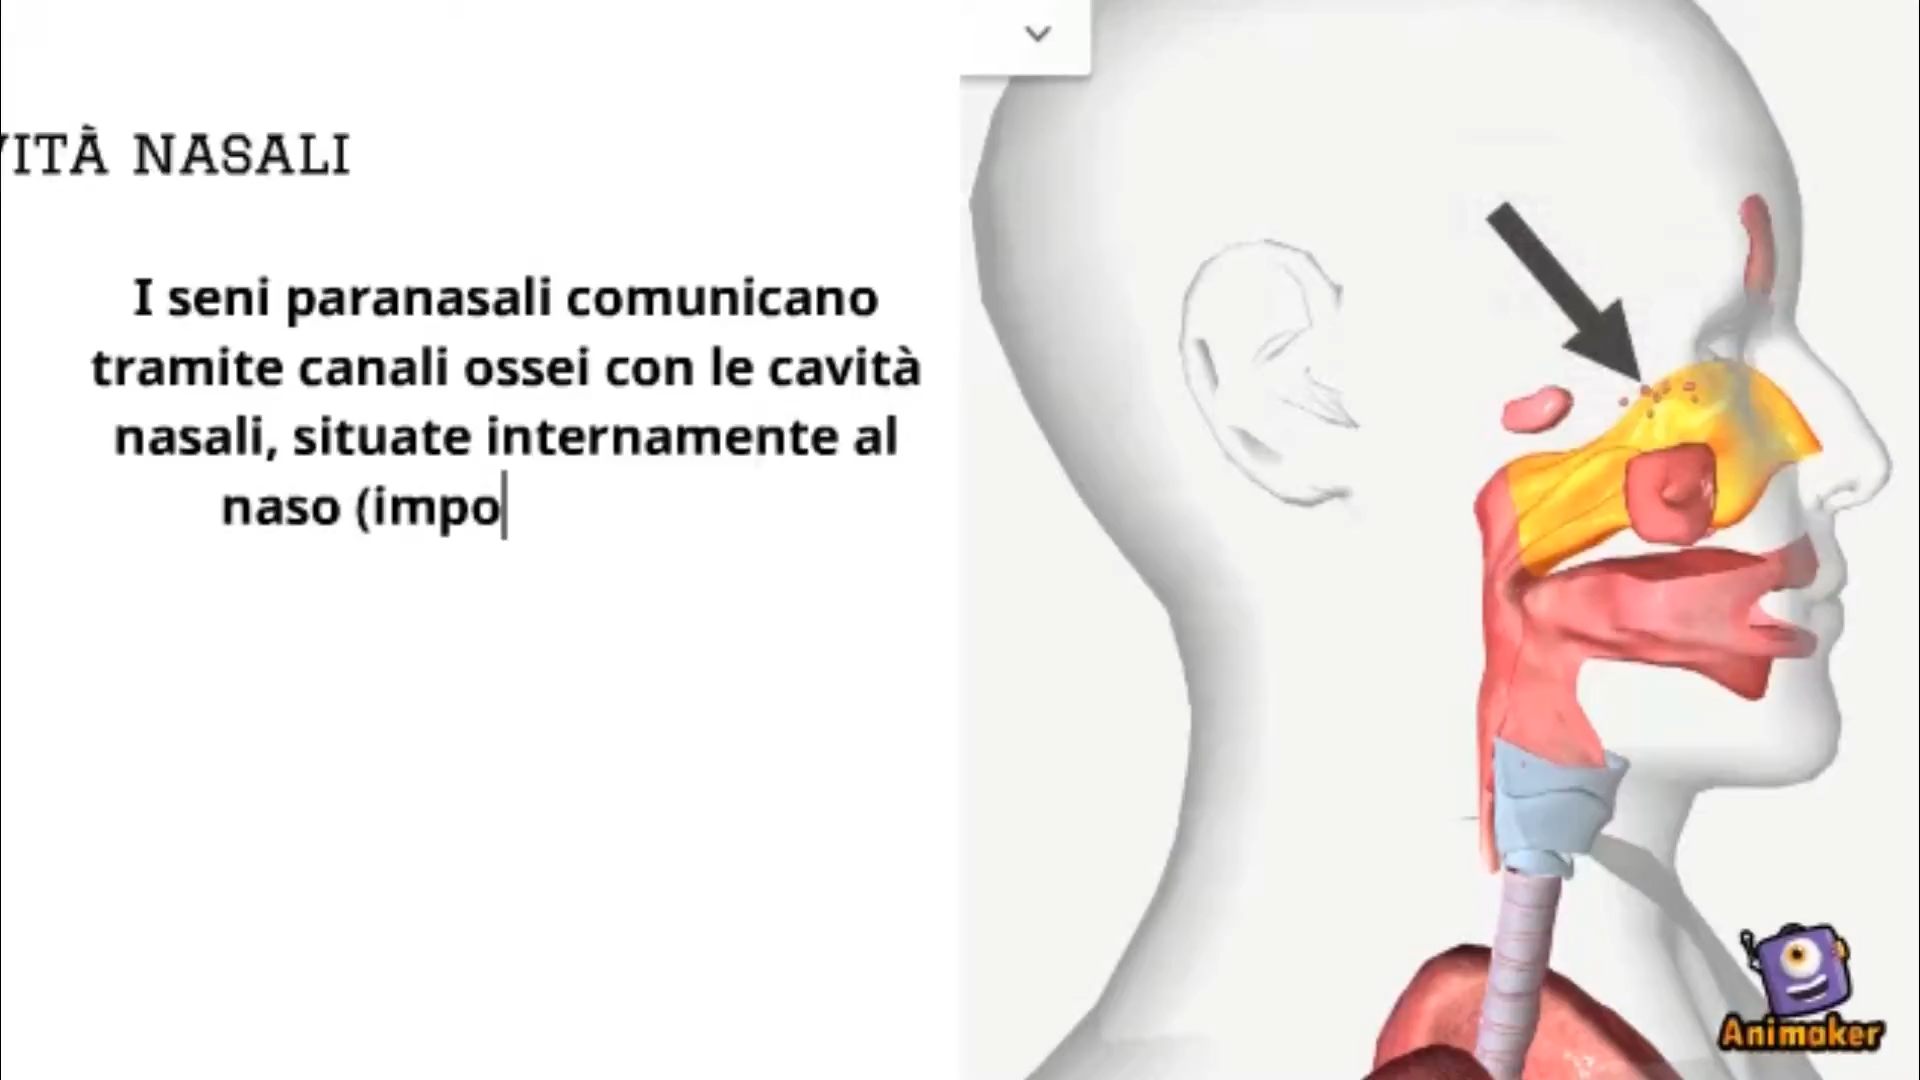 VITÀ NASALI
I seni paranasali comunicano
tramite canali ossei con le cavità
nasali, situate internamente al
naso (impo
Animaker